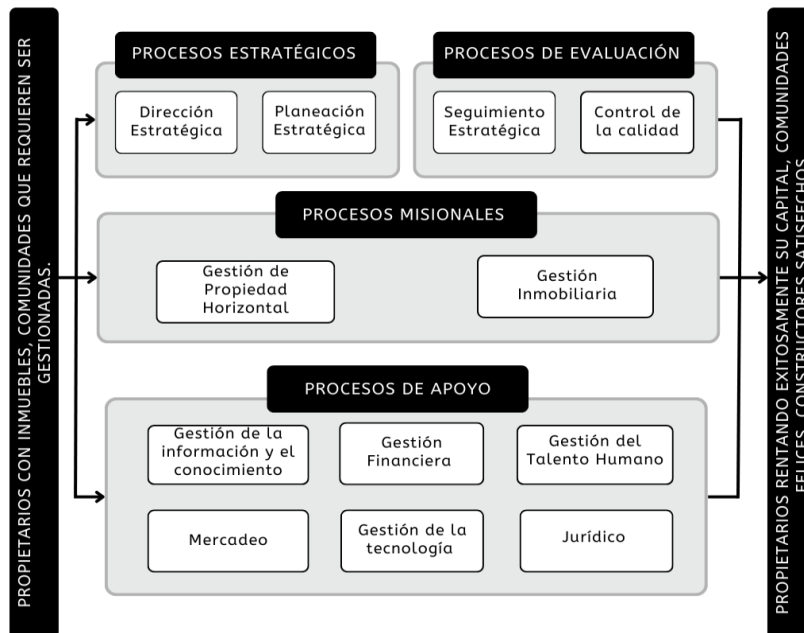 PROPIETARIOS CON INMUEBLES, COMUNIDADES QUE REQUIEREN SER
GESTIONADAS.
PROCESOS ESTRATÉGICOS
Dirección
Estratégica
Planeación
Estratégica
PROCESOS DE EVALUACIÓN
Seguimiento
Estratégica
Control de
la calidad
PROCESOS MISIONALES
Gestión de
Propiedad
Horizontal
Gestión
Inmobiliaria
PROCESOS DE APOYO
Gestión de la
información y el
conocimiento
Gestión
Financiera
Gestión del
Talento Humano
Mercadeo
Gestión de la
tecnología
Jurídico
PROPIETARIOS RENTANDO EXITOSAMENTE SU CAPITAL, COMUNIDADES
FELICES, CONSTRUCTORES SATISFECHOS